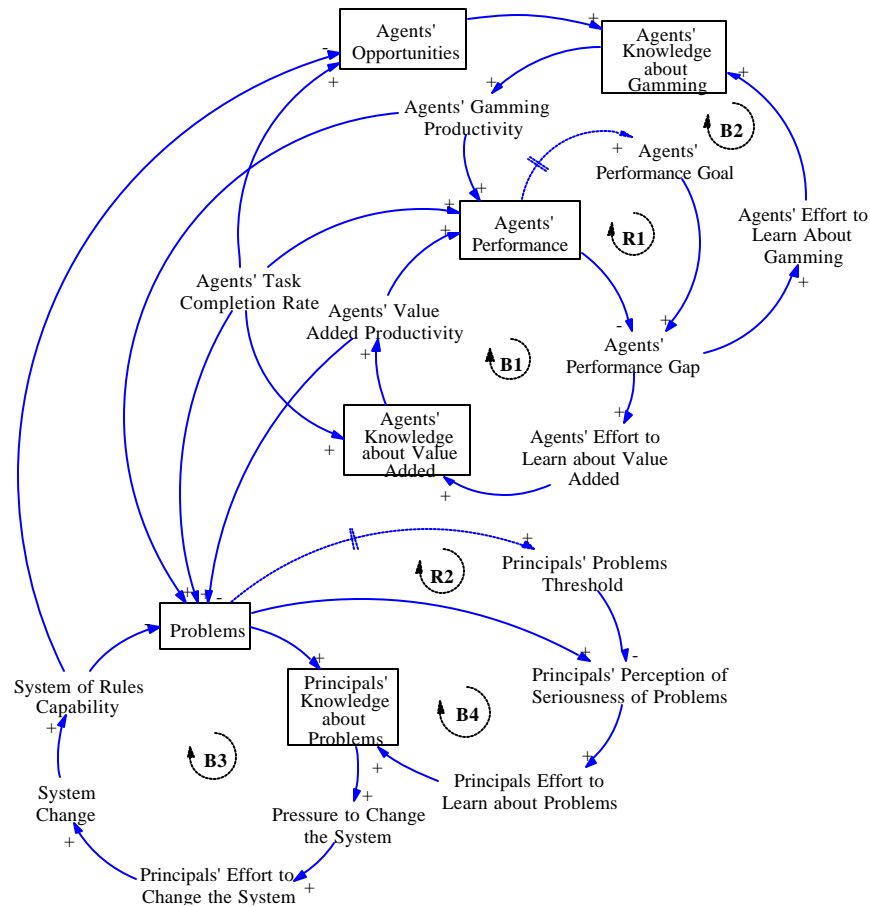 Agents'
Opportunities
Agents'
Knowledge
about
Gamming
B2
Agents' Gamming
Productivity
Agents'
Performance Goal
Agents'
Performance
R1
Agents' Effort to
Learn About
Gamming
Agents' Task
Completion Rate
Agents' Value
Added Productivity
B1
Agents'
Performance Gap
Agents'
Knowledge
about Value
Added
Agents' Effort to
Learn about Value
Added
R2
Principals' Problems
Threshold
Problems
System of Rules
Capability
Principals'
Knowledge
about
Problems
B4
Principals' Perception of
Seriousness of Problems
B3
System
Change
Principals Effort to
Learn about Problems
Pressure to Change
the System
Principals' Effort to
Change the System